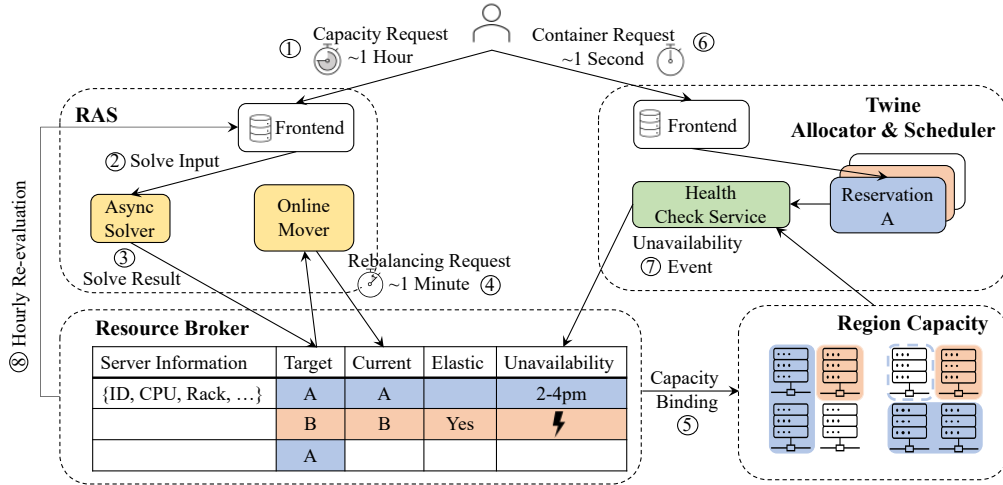 ① Capacity Request
~1 Hour
Container Request ⑥
~1 Second
RAS
Frontend
② Solve Input
Async
Solver
Online
Mover
③
Solve Result
Rebalancing Request
~1 Minute ④
Twine
Allocator & Scheduler
Frontend
Health
Check Service
Reservation
A
Unavailability
⑦ Event
⑧ Hourly Re-evaluation
Resource Broker
Server Information Target Current Elastic Unavailability
{ID, CPU, Rack, …} A A 2-4pm
B B Yes
A
Capacity
Binding
⑤
Region Capacity